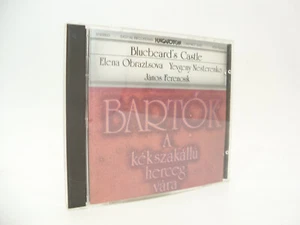 HUNGAROTON
Bluebeard's Castle
Elena Obraztsova Yevgeny Nesterenko
János Ferencsik
BARTÓK
A
kékszakállú
herceg
vára